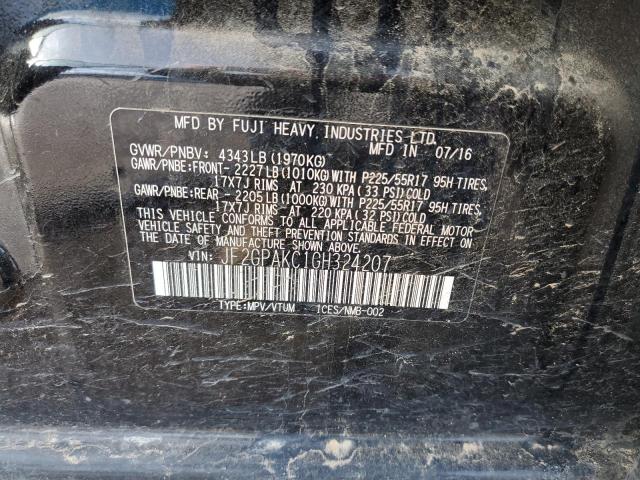 MFD BY FUJI HEAVY INDUSTRIES LTD.
MFD IN 07/16
GVWR/PNBV: 4343LB(1970KG)
GAWR/PNBE:FRONT- 2227LB(1010KG)WITH P225/55R17 95H TIRES,
17X7J RIMS AT 230 KPA(33 PSI)COLD
GAWR/PNBE:REAR - 2205LB(1000KG)WITH P225/55R17 95H TIRES,
17X7J RIMS AT 220 KPA(32 PSI)COLD
THIS VEHICLE CONFORMS TO ALL APPLICABLE FEDERAL MOTOR
VEHICLE SAFETY AND THEFT PREVENTION STANDARDS IN EFFECT ON
THE DATE OF MANUFACTURE SHOWN ABOVE.
VIN: JF2GPAKC1GH324207
TYPE:MPV/VTUM ICES/NMB-002